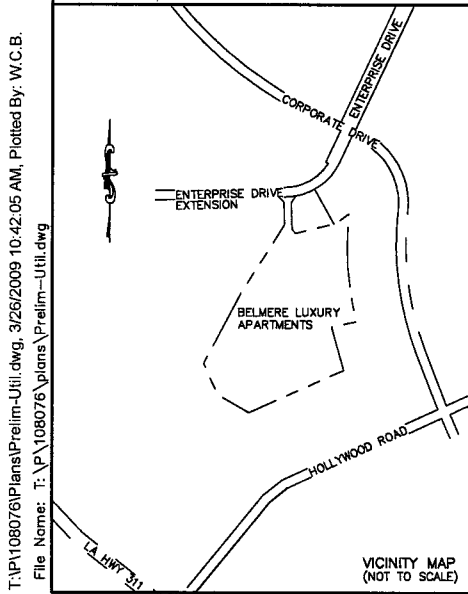 T:\P\108076\Plans\Prelim-Util.dwg, 3/26/2009 10:42:05 AM, Plotted By: W.C.B.
File Name: T: \P\108076\plans\Prelim-Util.dwg
ENTERPRISE DRIVE
CORPORATE DRIVE
ENTERPRISE DRIVE
EXTENSION
BELMERE LUXURY
APARTMENTS
HOLLYWOOD ROAD
LA HWY 311
VICINITY MAP
(NOT TO SCALE)